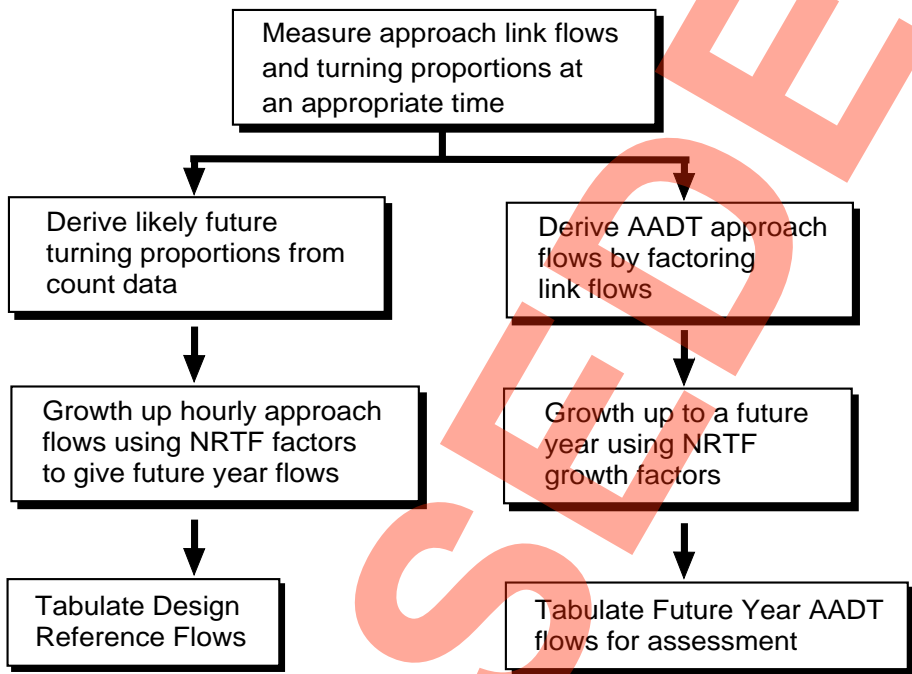 Measure approach link flows
and turning proportions at
an appropriate time
Derive likely future
turning proportions from
count data
Derive AADT approach
flows by factoring
link flows
Growth up hourly approach
flows using NRTF factors
to give future year flows
Growth up to a future
year using NRTF
growth factors
Tabulate Design
Reference Flows
Tabulate Future Year AADT
flows for assessment
SEDE